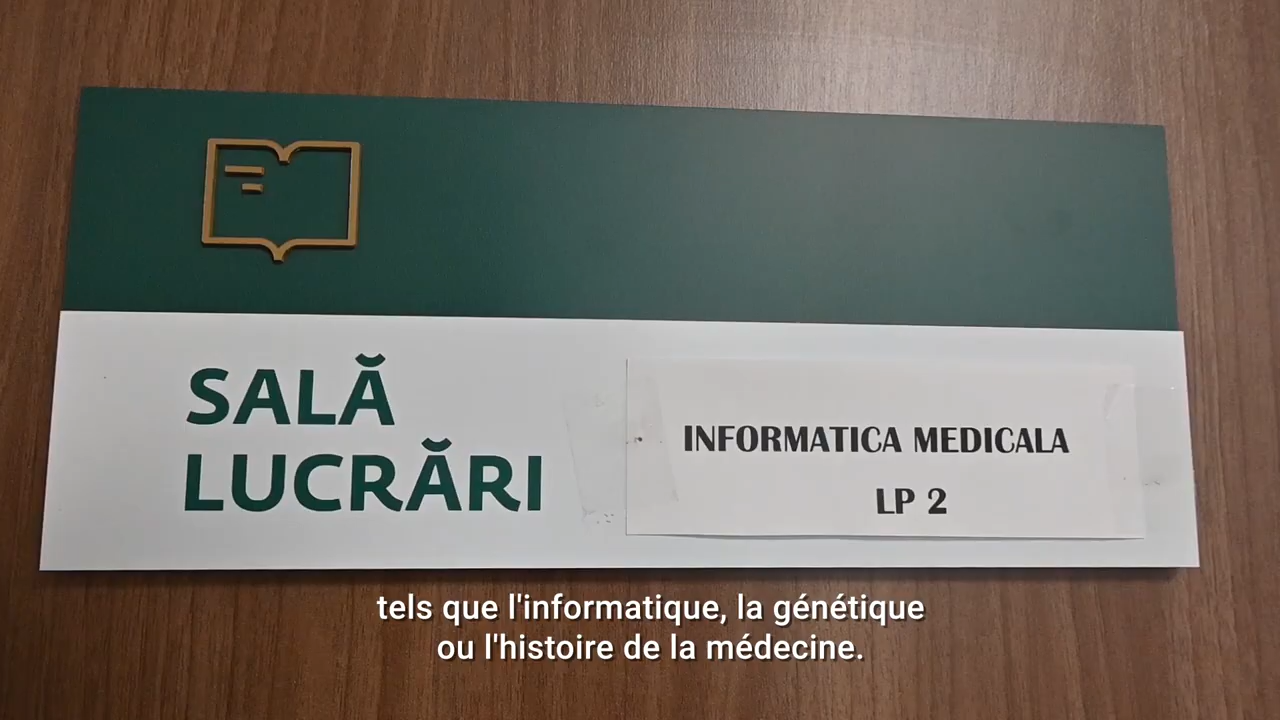 SALĂ
LUCRĂRI
INFORMATICA MEDICALA
LP 2
tels que l'informatique, la génétique
ou l'histoire de la médecine.